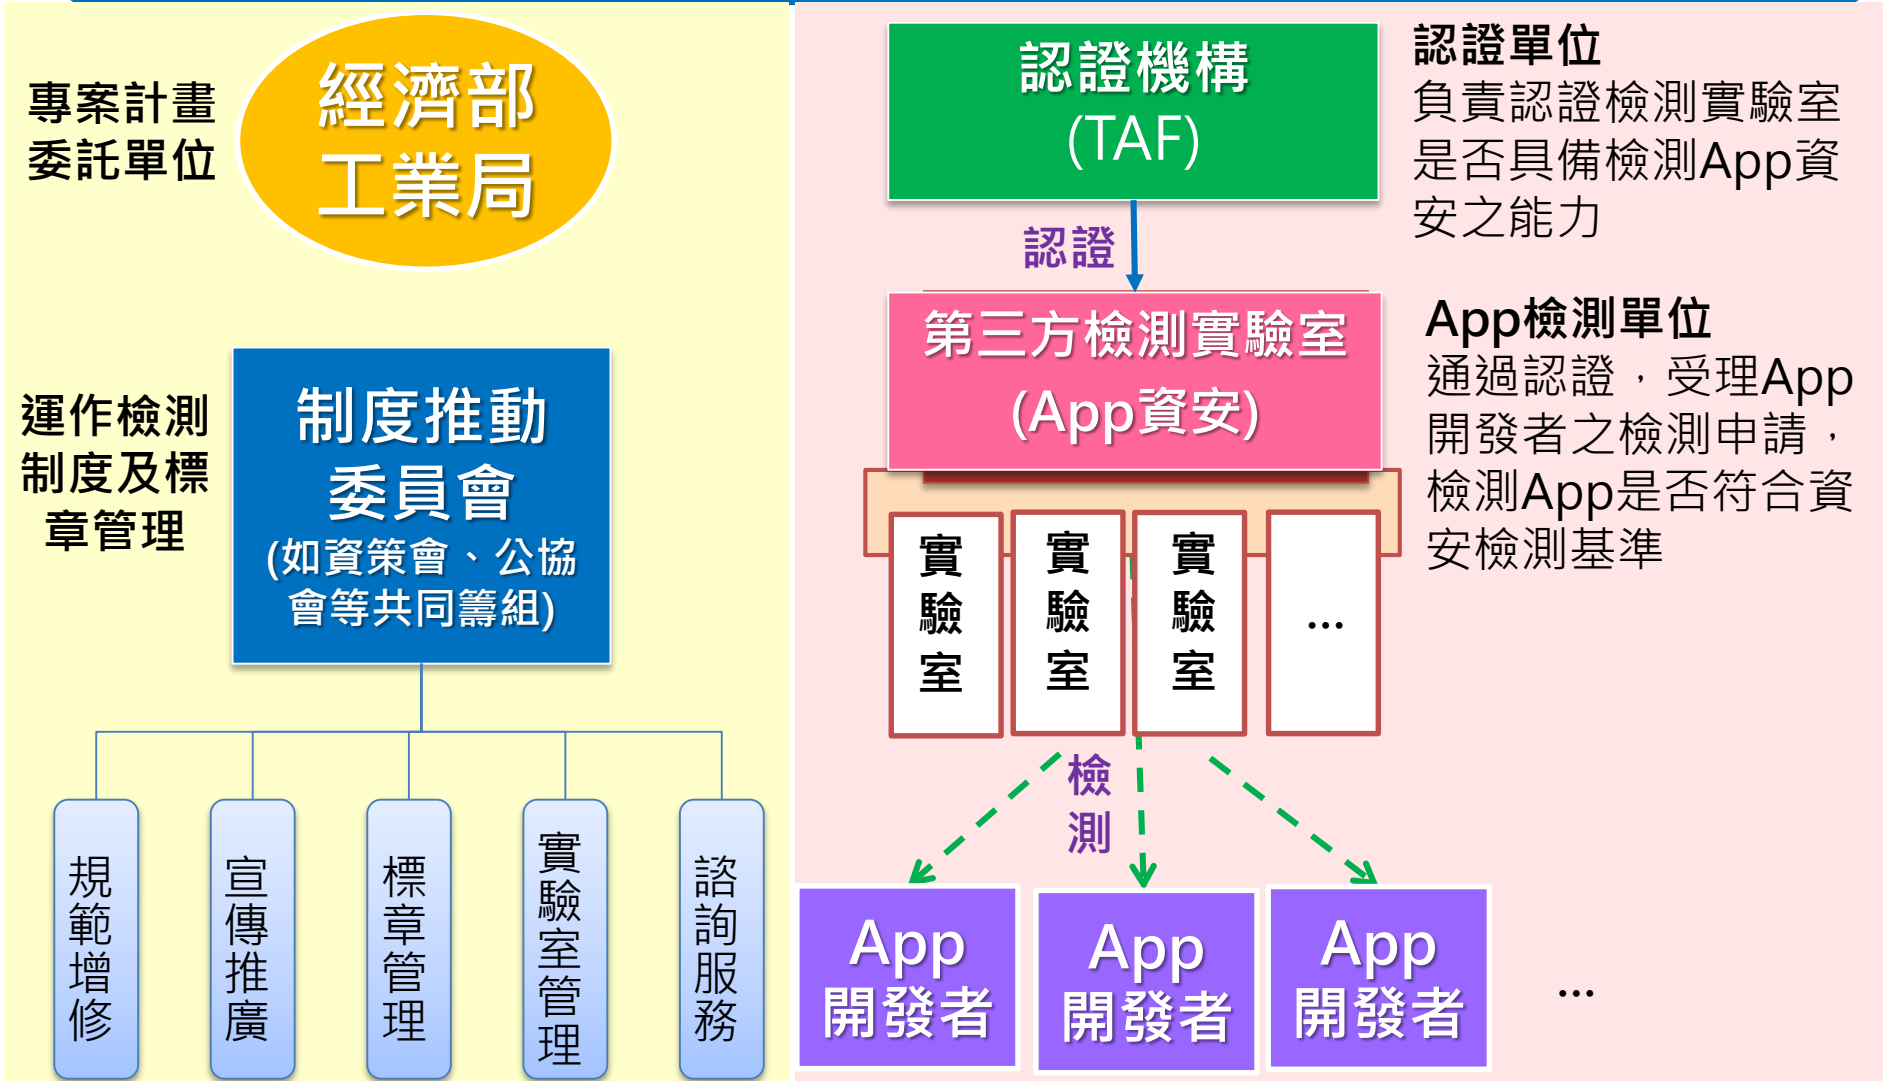 專案計畫
委託單位
經濟部
工業局
運作檢測
制度及標
章管理
制度推動
委員會
(如資策會、公協
會等共同籌組)
規範增修
宣傳推廣
標章管理
實驗室管理
諮詢服務
認證機構
(TAF)
認證單位
負責認證檢測實驗室
是否具備檢測App資
安之能力
認證
第三方檢測實驗室
(App資安)
App檢測單位
通過認證，受理App
開發者之檢測申請，
檢測App是否符合資
安檢測基準
實驗室
實驗室
實驗室
...
檢測
App
開發者
App
開發者
App
開發者
...